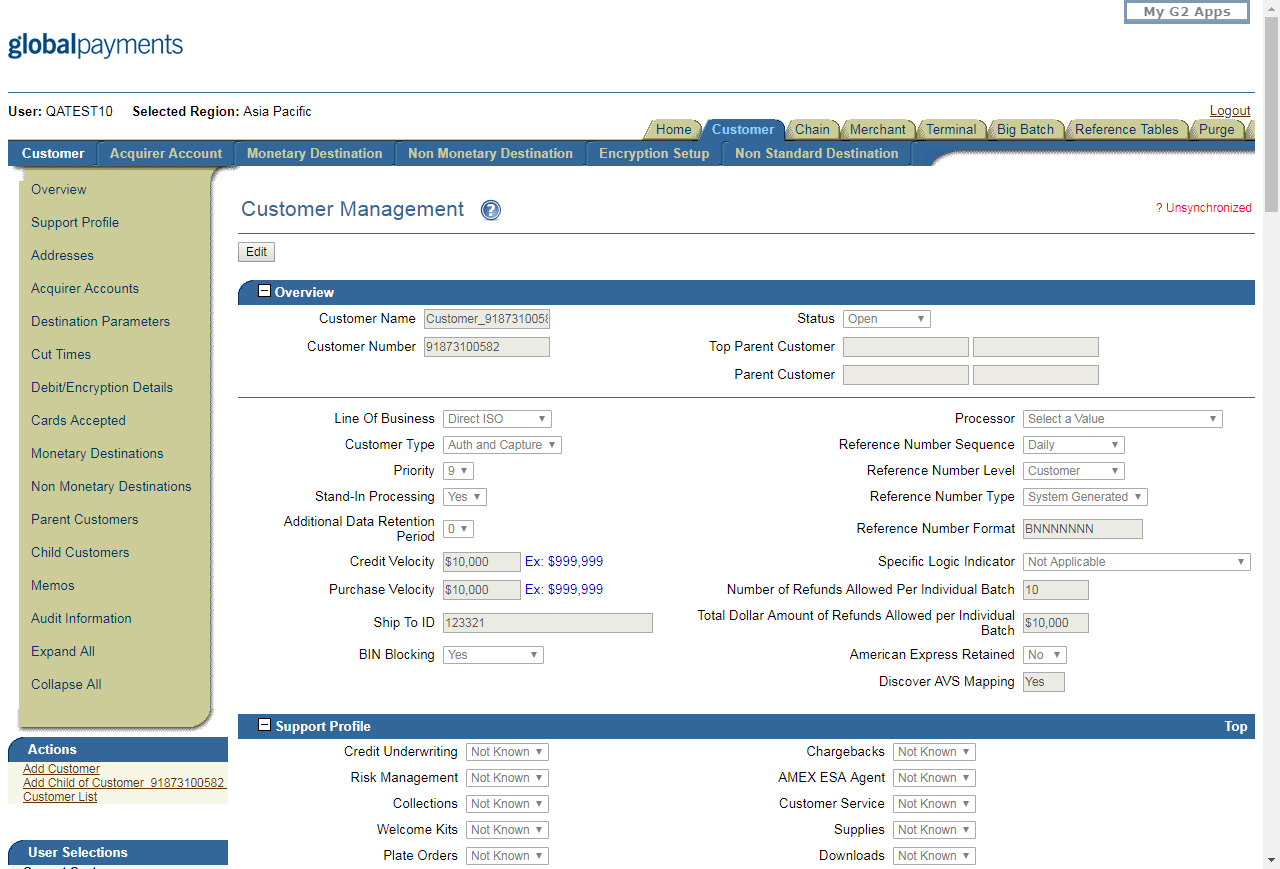 My G2 Apps
globalpayments
User: QATEST10 Selected Region: Asia Pacific
Logout
Home Customer Chain Merchant Terminal Big Batch Reference Tables Purge
Customer Acquirer Account Monetary Destination Non Monetary Destination Encryption Setup Non Standard Destination
Overview
Support Profile
Addresses
Acquirer Accounts
Destination Parameters
Cut Times
Debit/Encryption Details
Cards Accepted
Monetary Destinations
Non Monetary Destinations
Parent Customers
Child Customers
Memos
Audit Information
Expand All
Collapse All
Actions
Add Customer
Add Child of Customer_91873100582
Customer List
User Selections
Customer Management ?
? Unsynchronized
Edit
Overview
Customer Name Customer_9187310058
Status Open
Customer Number 91873100582
Top Parent Customer
Parent Customer
Line Of Business Direct ISO
Processor Select a Value
Customer Type Auth and Capture
Reference Number Sequence Daily
Priority 9
Reference Number Level Customer
Stand-In Processing Yes
Reference Number Type System Generated
Additional Data Retention
Period 0
Reference Number Format BNNNNNNN
Credit Velocity $10,000 Ex: $999,999
Specific Logic Indicator Not Applicable
Purchase Velocity $10,000 Ex: $999,999
Number of Refunds Allowed Per Individual Batch 10
Ship To ID 123321
Total Dollar Amount of Refunds Allowed per Individual
Batch $10,000
BIN Blocking Yes
American Express Retained No
Discover AVS Mapping Yes
Support Profile Top
Credit Underwriting Not Known
Chargebacks Not Known
Risk Management Not Known
AMEX ESA Agent Not Known
Collections Not Known
Customer Service Not Known
Welcome Kits Not Known
Supplies Not Known
Plate Orders Not Known
Downloads Not Known